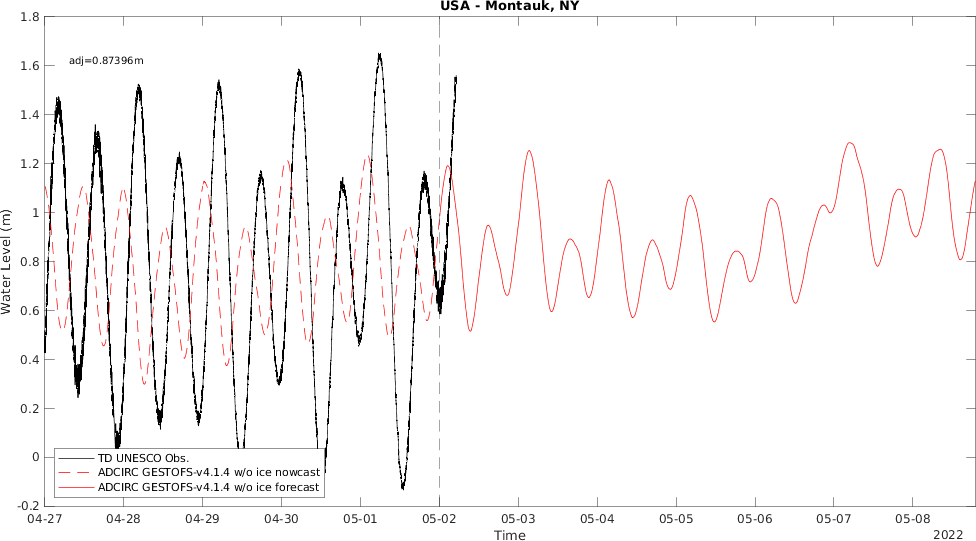 USA - Montauk, NY
1.8
1.6
1.4
1.2
1
0.8
0.6
0.4
0.2
0
-0.2
Water Level (m)
adj=0.87396m
TD UNESCO Obs.
ADCIRC GESTOFS-v4.1.4 w/o ice nowcast
ADCIRC GESTOFS-v4.1.4 w/o ice forecast
04-27 04-28 04-29 04-30 05-01 05-02 05-03 05-04 05-05 05-06 05-07 05-08
Time
2022